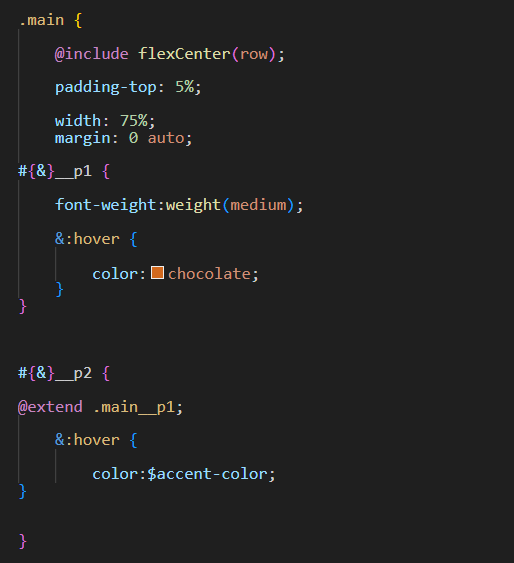 .main {
@include flexCenter(row);
padding-top: 5%;
width: 75%;
margin: 0 auto;
#{&}__p1 {
font-weight:weight(medium);
&:hover {
color: chocolate;
}
}
#{&}__p2 {
@extend .main__p1;
&:hover {
color:$accent-color;
}
}